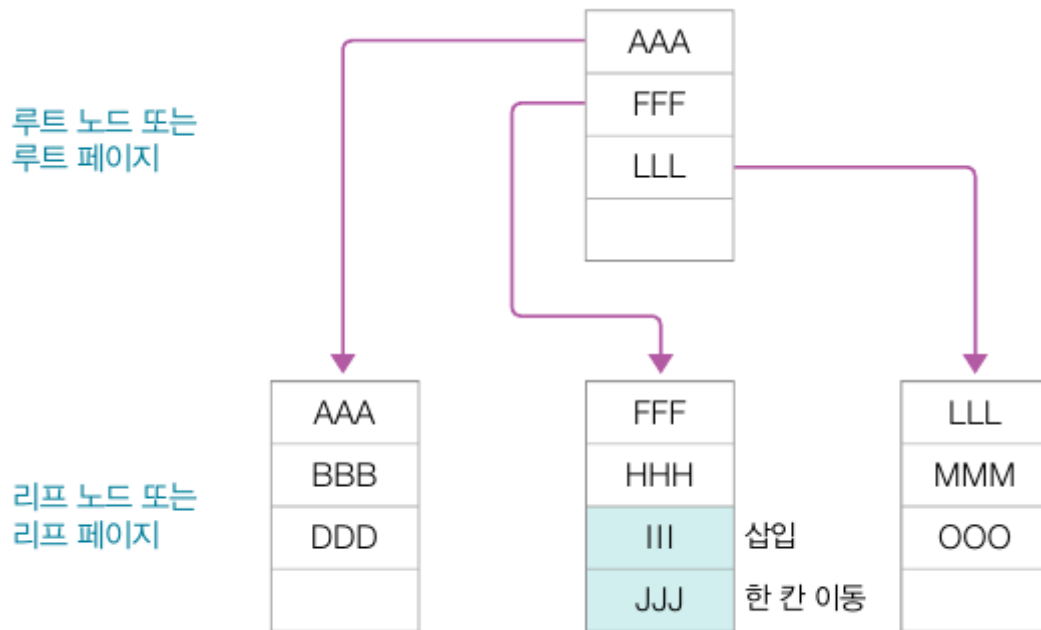 AAA
FFF
LLL
루트 노드 또는
루트 페이지
AAA
BBB
DDD
FFF
HHH
III
JJJ
삽입
한 칸 이동
LLL
MMM
OOO
리프 노드 또는
리프 페이지